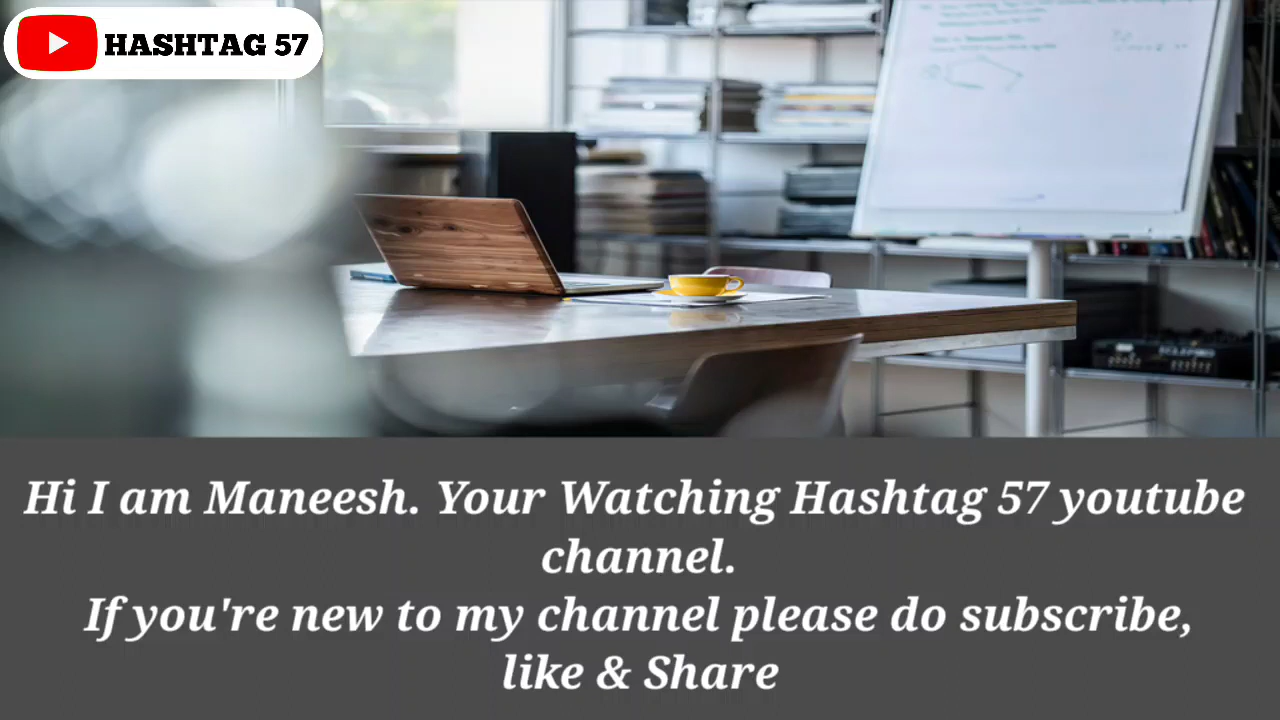 HASHTAG 57
Hi I am Maneesh. Your Watching Hashtag 57 youtube
channel.
If you're new to my channel please do subscribe,
like & Share